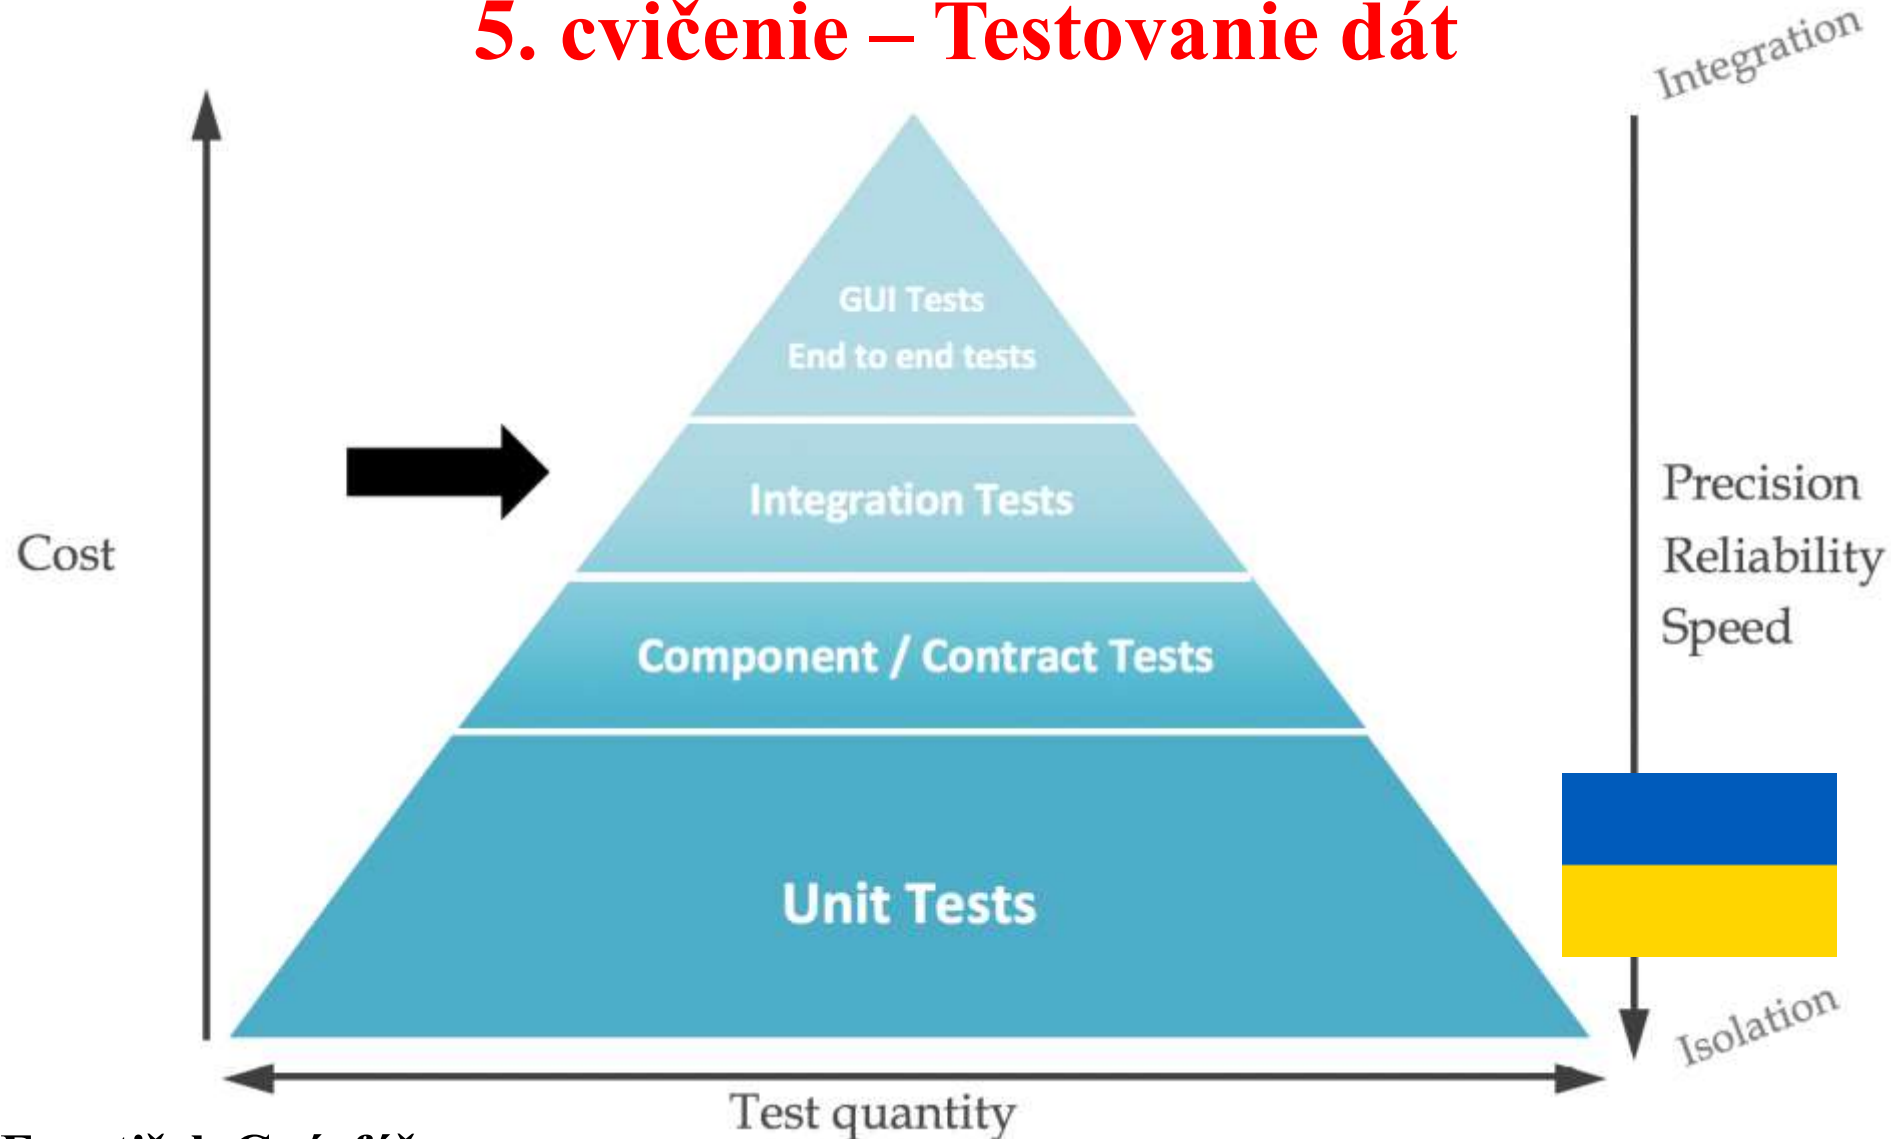 5. cvičenie – Testovanie dát
Integration
GUI Tests
End to end tests
Integration Tests
Precision
Cost
Reliability
Speed
Component / Contract Tests
Unit Tests
Isolation
Test quantity